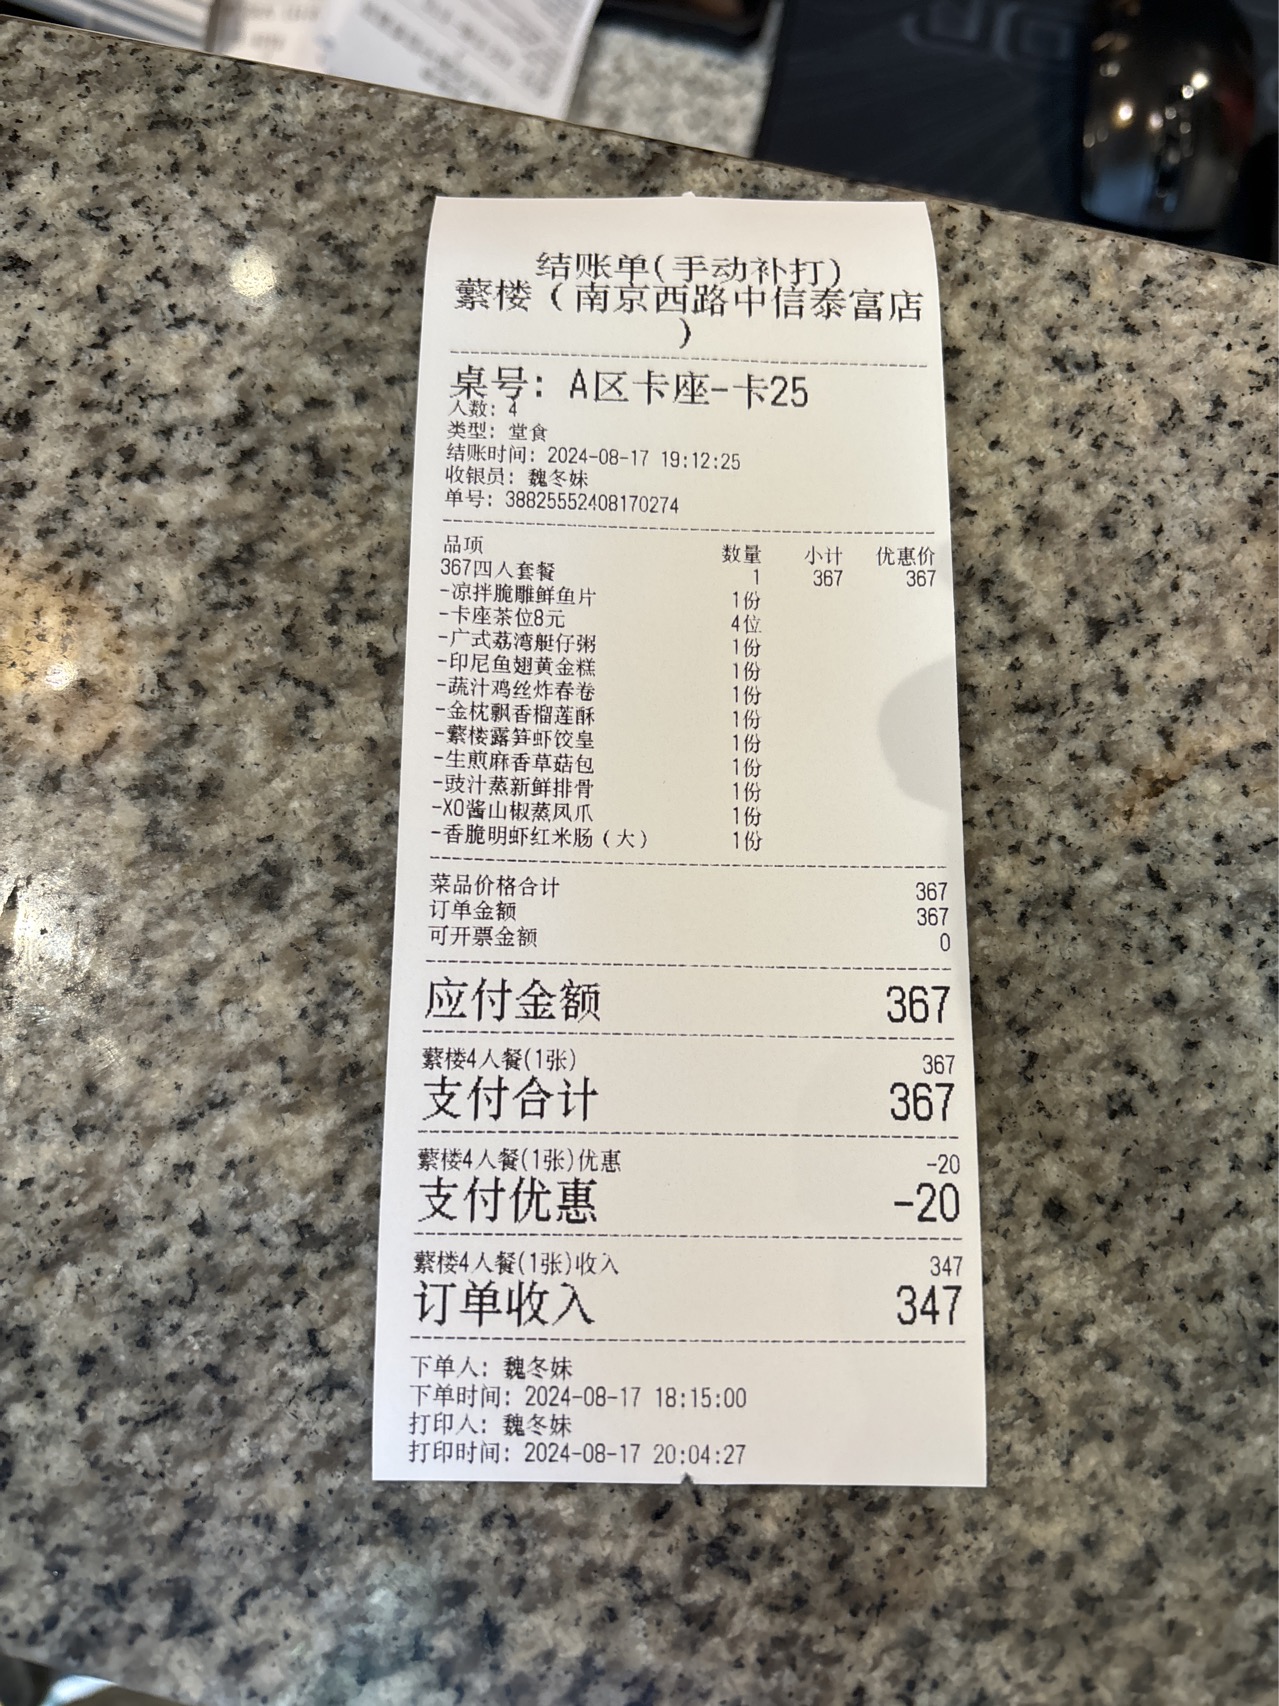 结账单(手动补打)
蘩楼（南京西路中信泰富店
）
桌号: A区卡座-卡25
人数: 4
类型: 堂食
结账时间: 2024-08-17 19:12:25
收银员: 魏冬妹
单号: 38825552408170274
品项 数量 小计 优惠价
367四人套餐 1 367 367
-凉拌脆雕鲜鱼片 1份
-卡座茶位8元 4位
-广式荔湾艇仔粥 1份
-印尼鱼翅黄金糕 1份
-蔬汁鸡丝炸春卷 1份
-金枕飘香榴莲酥 1份
-蘩楼露笋虾饺皇 1份
-生煎麻香草菇包 1份
-豉汁蒸新鲜排骨 1份
-XO酱山椒蒸凤爪 1份
-香脆明虾红米肠（大） 1份
菜品价格合计 367
订单金额 367
可开票金额 0
应付金额 367
蘩楼4人餐(1张) 367
支付合计 367
蘩楼4人餐(1张)优惠 -20
支付优惠 -20
蘩楼4人餐(1张)收入 347
订单收入 347
下单人: 魏冬妹
下单时间: 2024-08-17 18:15:00
打印人: 魏冬妹
打印时间: 2024-08-17 20:04:27